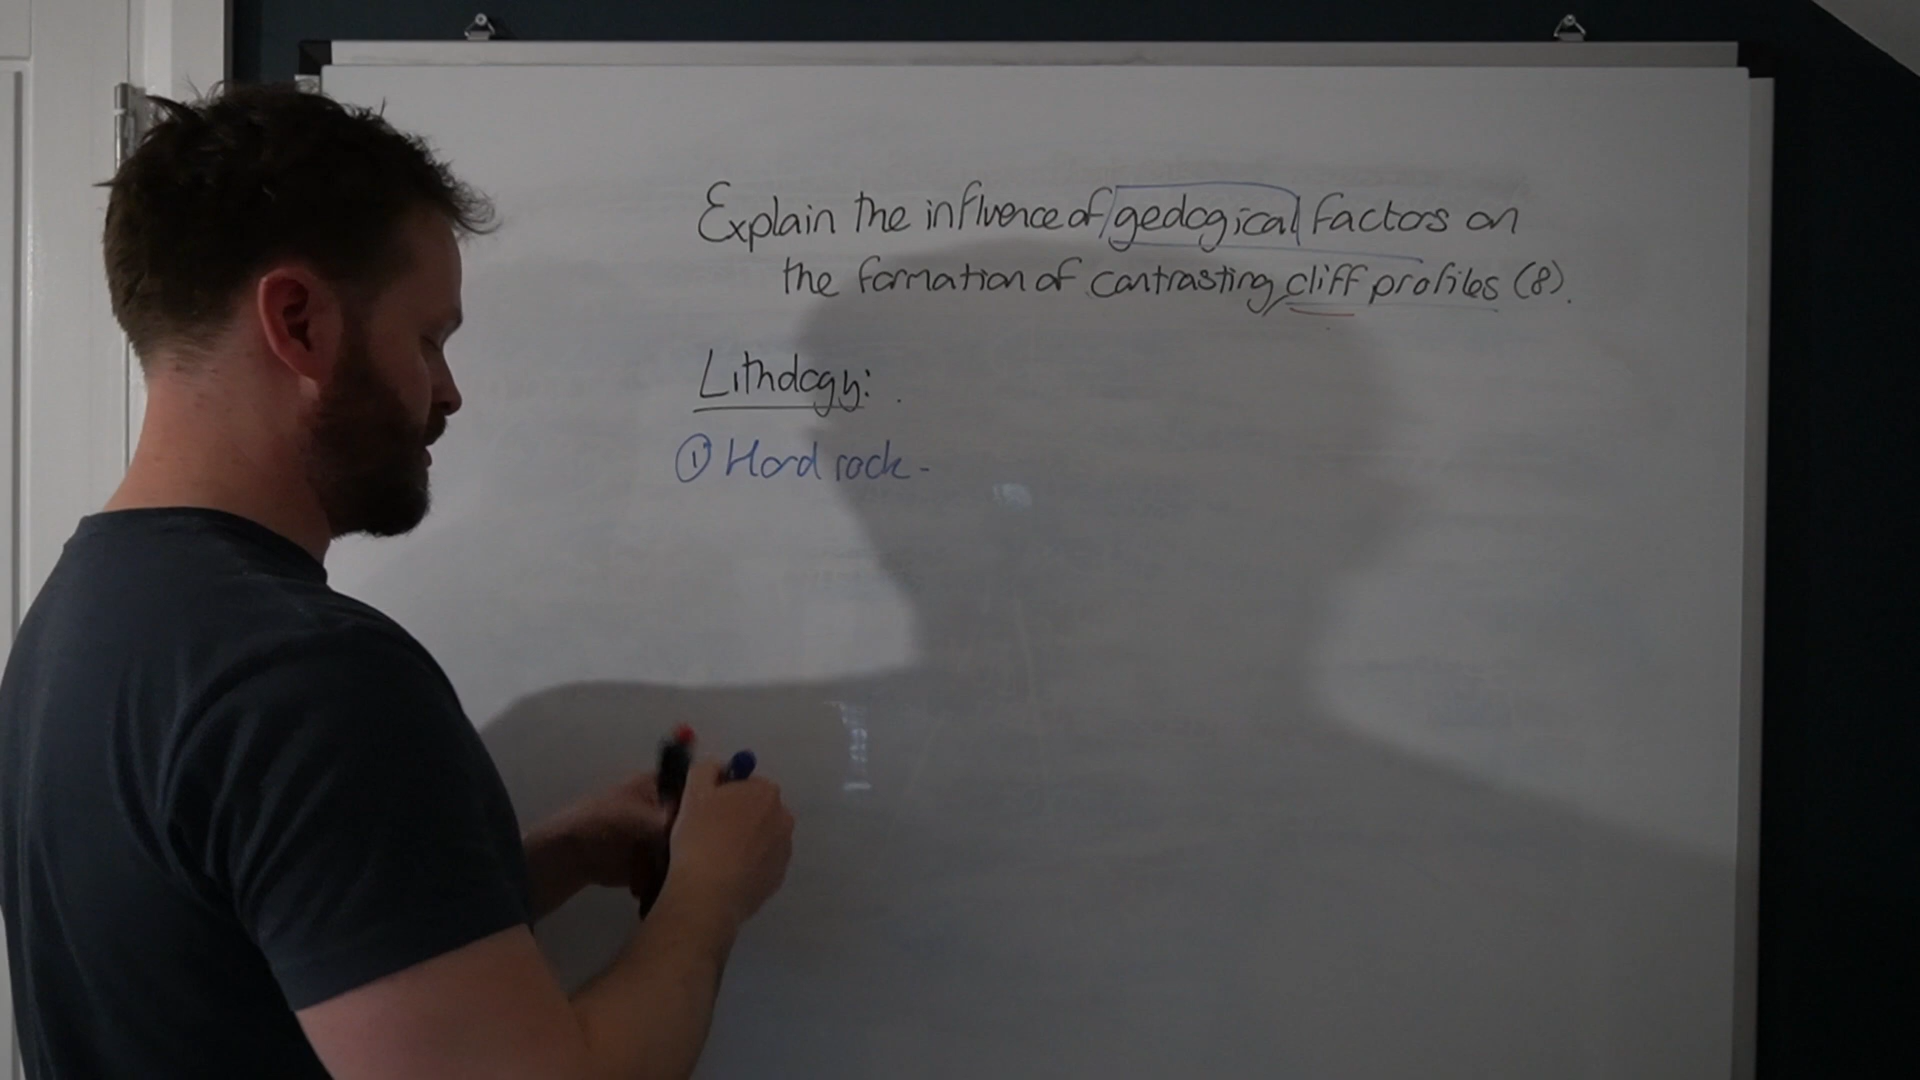 Explain the influence of geological factors on
the formation of contrasting cliff profiles (8).
Lithology:
① Hard rock -